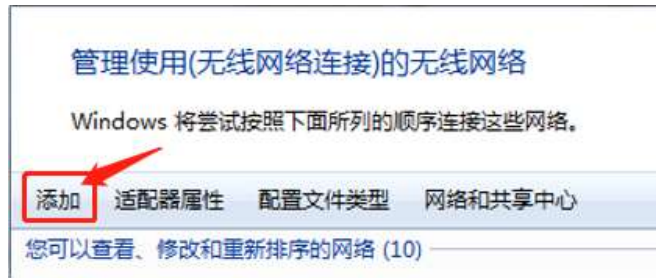 管理使用(无线网络连接)的无线网络
Windows 将尝试按照下面所列的顺序连接这些网络。
添加 适配器属性 配置文件类型 网络和共享中心
您可以查看、修改和重新排序的网络 (10)